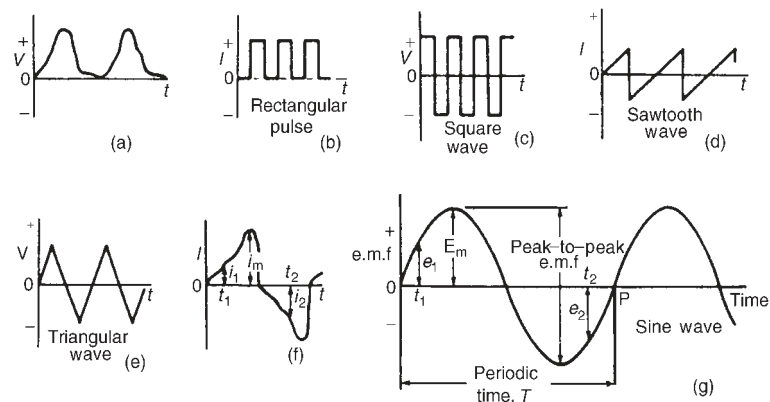 +
V
0
−
t
(a)
+
I
0
−
t
Rectangular
pulse
(b)
+
V
0
−
t
Square
wave
(c)
+
I
0
−
t
Sawtooth
wave
(d)
+
V
0
−
t
Triangular
wave
(e)
+
I
0
−
i₁
iₘ
t₁
t₂
i₂
t
(f)
+
e.m.f
0
−
e₁
t₁
Eₘ
Peak–to–peak
e.m.f
t₂
e₂
P
Time
Sine wave
Periodic
time, T
(g)